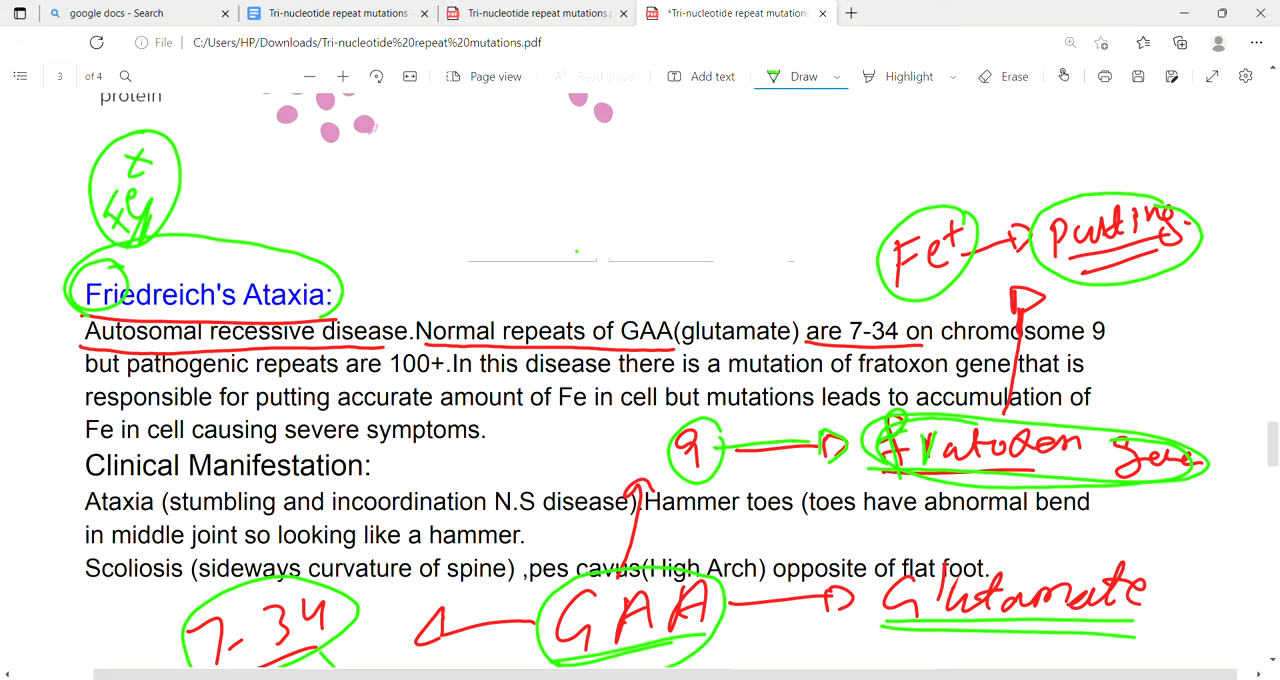 google docs - Search
Tri-nucleotide repeat mutations
Tri-nucleotide repeat mutations.
*Tri-nucleotide repeat mutations
File C:/Users/HP/Downloads/Tri-nucleotide%20repeat%20mutations.pdf
3 of 4 Page view Read aloud Add text Draw Highlight Erase
protein
t
Fe+ putting
Friedreich's Ataxia:
Autosomal recessive disease.Normal repeats of GAA(glutamate) are 7-34 on chromosome 9
but pathogenic repeats are 100+.In this disease there is a mutation of fratoxon gene that is
responsible for putting accurate amount of Fe in cell but mutations leads to accumulation of
Fe in cell causing severe symptoms.
9 fratoxon gene
Clinical Manifestation:
Ataxia (stumbling and incoordination N.S disease).Hammer toes (toes have abnormal bend
in middle joint so looking like a hammer.
Scoliosis (sideways curvature of spine) ,pes cavus(High Arch) opposite of flat foot.
7-34 GAA Glutamate